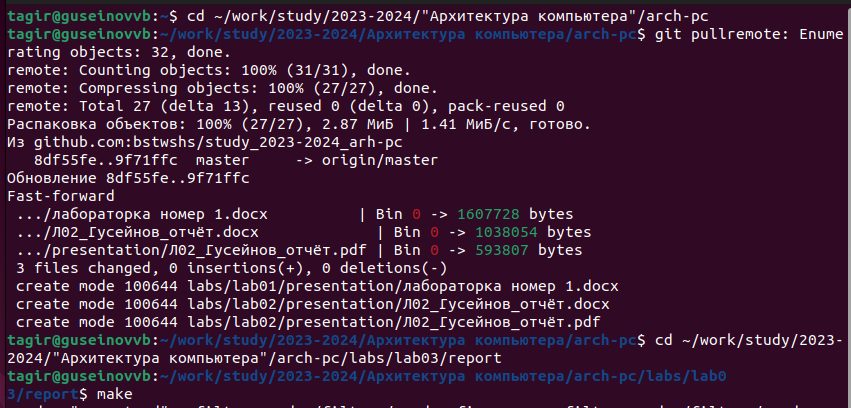 tagir@guseinovvb:~$ cd ~/work/study/2023-2024/"Архитектура компьютера"/arch-pc
tagir@guseinovvb:~/work/study/2023-2024/Архитектура компьютера/arch-pc$ git pullremote: Enume
rating objects: 32, done.
remote: Counting objects: 100% (31/31), done.
remote: Compressing objects: 100% (27/27), done.
remote: Total 27 (delta 13), reused 0 (delta 0), pack-reused 0
Распаковка объектов: 100% (27/27), 2.87 МиБ | 1.41 МиБ/с, готово.
Из github.com:bstwshs/study_2023-2024_arh-pc
   8df55fe..9f71ffc  master     -> origin/master
Обновление 8df55fe..9f71ffc
Fast-forward
 .../лабораторка номер 1.docx           | Bin 0 -> 1607728 bytes
 .../Л02_Гусейнов_отчёт.docx             | Bin 0 -> 1038054 bytes
 .../presentation/Л02_Гусейнов_отчёт.pdf | Bin 0 -> 593807 bytes
 3 files changed, 0 insertions(+), 0 deletions(-)
 create mode 100644 labs/lab01/presentation/лабораторка номер 1.docx
 create mode 100644 labs/lab02/presentation/Л02_Гусейнов_отчёт.docx
 create mode 100644 labs/lab02/presentation/Л02_Гусейнов_отчёт.pdf
tagir@guseinovvb:~/work/study/2023-2024/Архитектура компьютера/arch-pc$ cd ~/work/study/2023-
2024/"Архитектура компьютера"/arch-pc/labs/lab03/report
tagir@guseinovvb:~/work/study/2023-2024/Архитектура компьютера/arch-pc/labs/lab0
3/report$ make